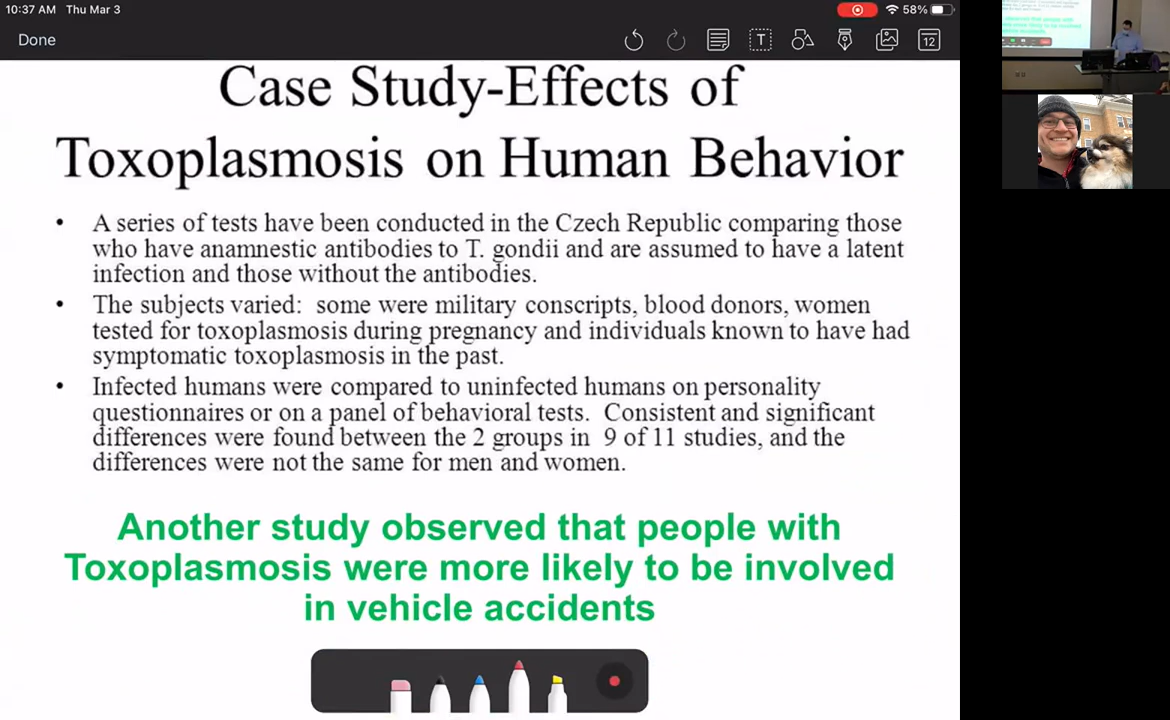 10:37 AM Thu Mar 3
58%
Done
T
12
Case Study-Effects of
Toxoplasmosis on Human Behavior
• A series of tests have been conducted in the Czech Republic comparing those
who have anamnestic antibodies to T. gondii and are assumed to have a latent
infection and those without the antibodies.
• The subjects varied:  some were military conscripts, blood donors, women
tested for toxoplasmosis during pregnancy and individuals known to have had
symptomatic toxoplasmosis in the past.
• Infected humans were compared to uninfected humans on personality
questionnaires or on a panel of behavioral tests.  Consistent and significant
differences were found between the 2 groups in  9 of 11 studies, and the
differences were not the same for men and women.
Another study observed that people with
Toxoplasmosis were more likely to be involved
in vehicle accidents